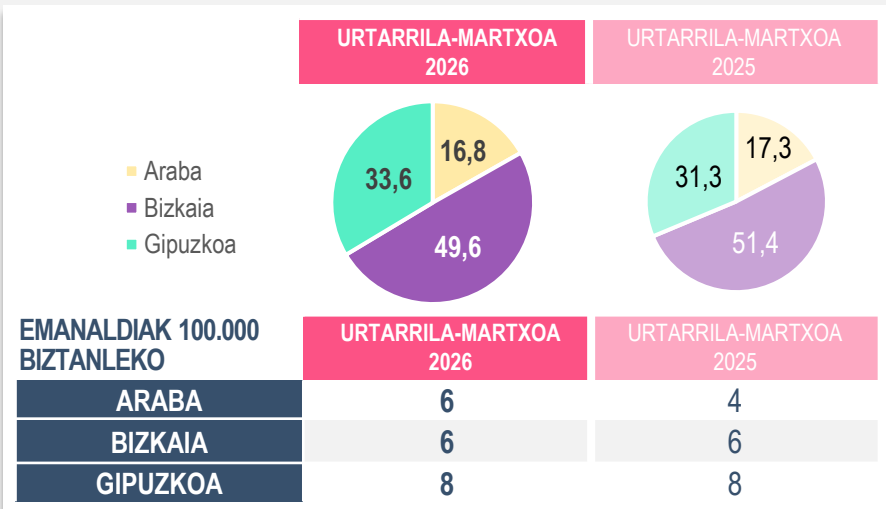 URTARRILA-MARTXOA
2026
URTARRILA-MARTXOA
2025
Araba
Bizkaia
Gipuzkoa
16,8
33,6
49,6
17,3
31,3
51,4
EMANALDIAK 100.000
BIZTANLEKO
URTARRILA-MARTXOA
2026
URTARRILA-MARTXOA
2025
ARABA 6 4
BIZKAIA 6 6
GIPUZKOA 8 8